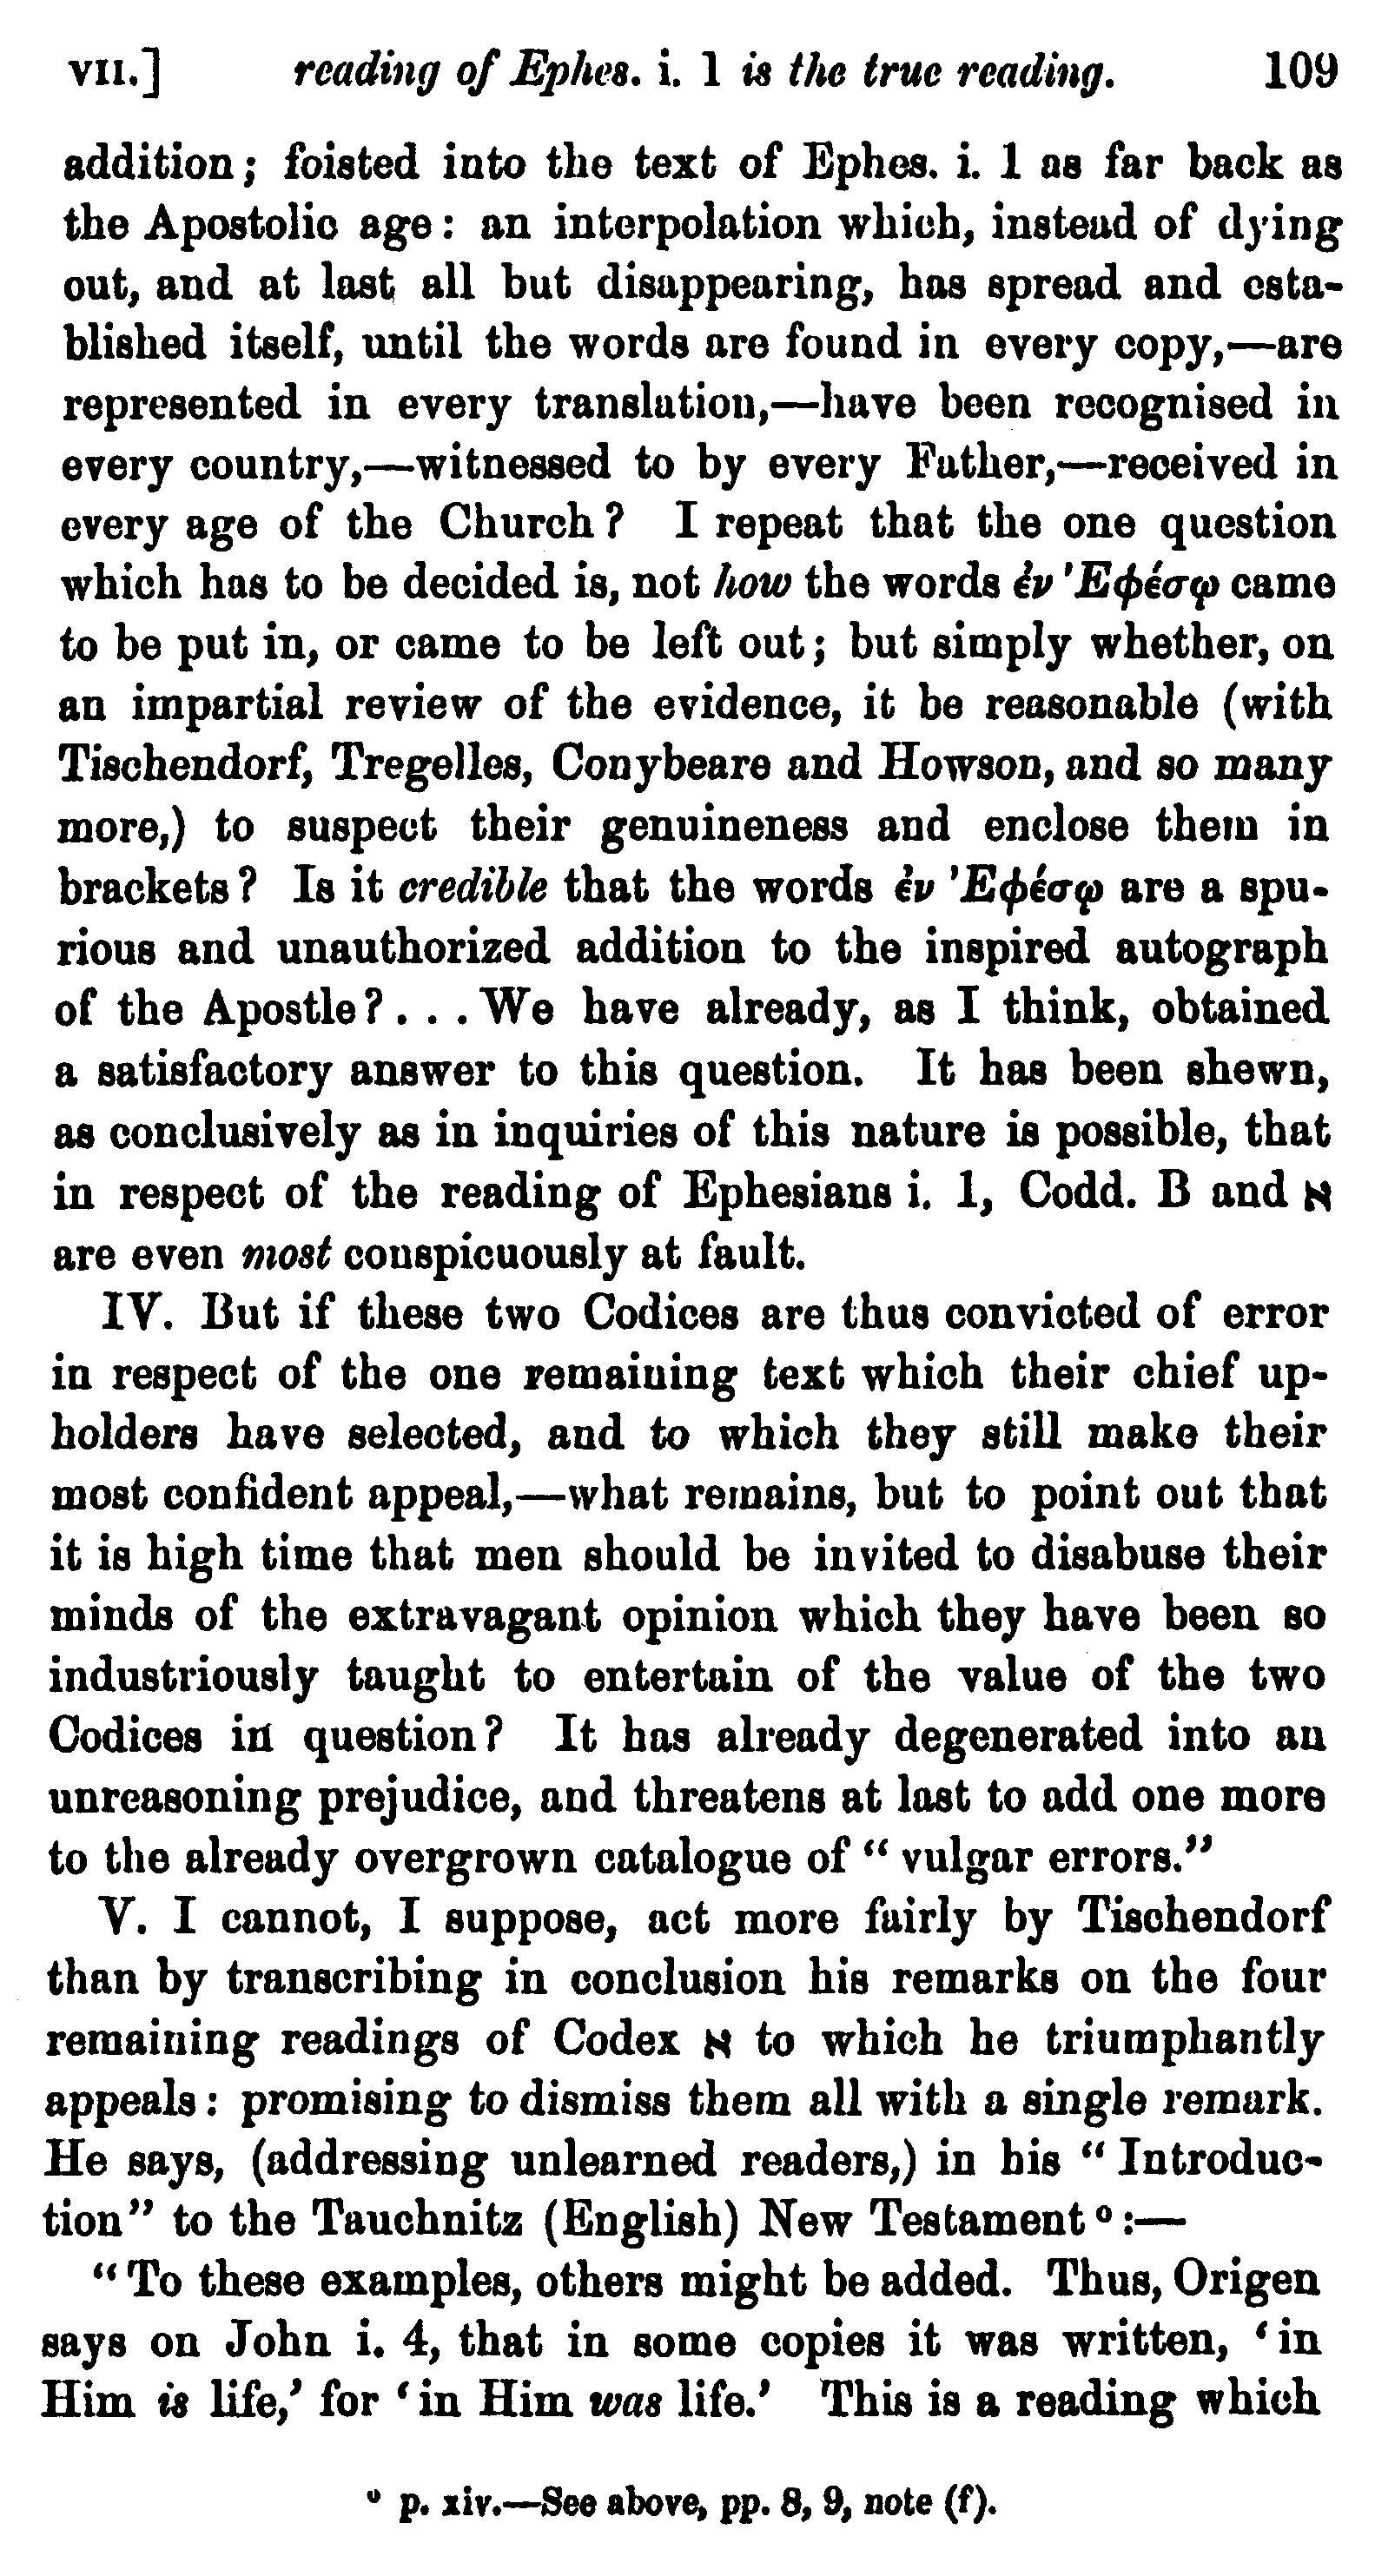 VII.] reading of Ephes. i. 1 is the true reading. 109
addition; foisted into the text of Ephes. i. 1 as far back as
the Apostolic age: an interpolation which, instead of dying
out, and at last all but disappearing, has spread and esta-
blished itself, until the words are found in every copy,—are
represented in every translation,—have been recognised in
every country,—witnessed to by every Father,—received in
every age of the Church? I repeat that the one question
which has to be decided is, not how the words ἐν Ἐφέσῳ came
to be put in, or came to be left out; but simply whether, on
an impartial review of the evidence, it be reasonable (with
Tischendorf, Tregelles, Conybeare and Howson, and so many
more,) to suspect their genuineness and enclose them in
brackets? Is it credible that the words ἐν Ἐφέσῳ are a spu-
rious and unauthorized addition to the inspired autograph
of the Apostle? . . . We have already, as I think, obtained
a satisfactory answer to this question. It has been shewn,
as conclusively as in inquiries of this nature is possible, that
in respect of the reading of Ephesians i. 1, Codd. B and א
are even most conspicuously at fault.
IV. But if these two Codices are thus convicted of error
in respect of the one remaining text which their chief up-
holders have selected, and to which they still make their
most confident appeal,—what remains, but to point out that
it is high time that men should be invited to disabuse their
minds of the extravagant opinion which they have been so
industriously taught to entertain of the value of the two
Codices in question? It has already degenerated into an
unreasoning prejudice, and threatens at last to add one more
to the already overgrown catalogue of “vulgar errors.”
V. I cannot, I suppose, act more fairly by Tischendorf
than by transcribing in conclusion his remarks on the four
remaining readings of Codex א to which he triumphantly
appeals: promising to dismiss them all with a single remark.
He says, (addressing unlearned readers,) in his “Introduc-
tion” to the Tauchnitz (English) New Testament º:—
“To these examples, others might be added. Thus, Origen
says on John i. 4, that in some copies it was written, ‘in
Him is life,’ for ‘in Him was life.’ This is a reading which
º p. xiv.—See above, pp. 8, 9, note (f).